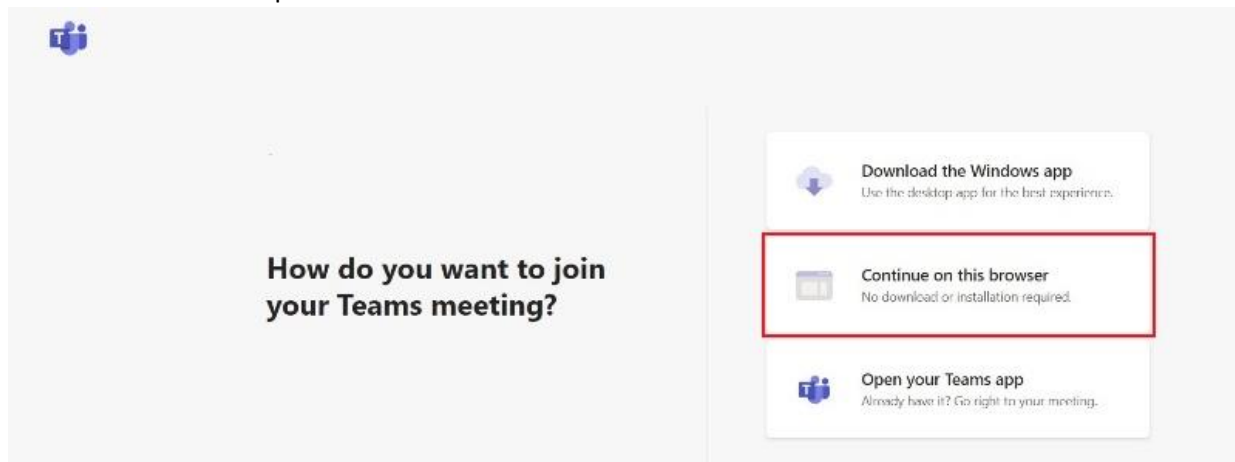 How do you want to join
your Teams meeting?
Download the Windows app
Use the desktop app for the best experience.
Continue on this browser
No download or installation required.
Open your Teams app
Already have it? Go right to your meeting.